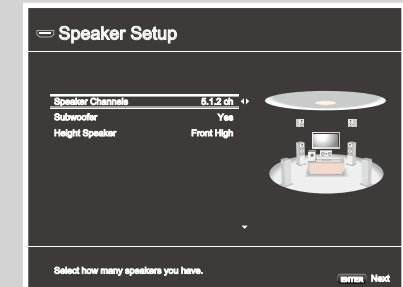 Speaker Setup
Speaker Channels 5.1.2 ch
Subwoofer Yes
Height Speaker Front High
Select how many speakers you have.
ENTER Next